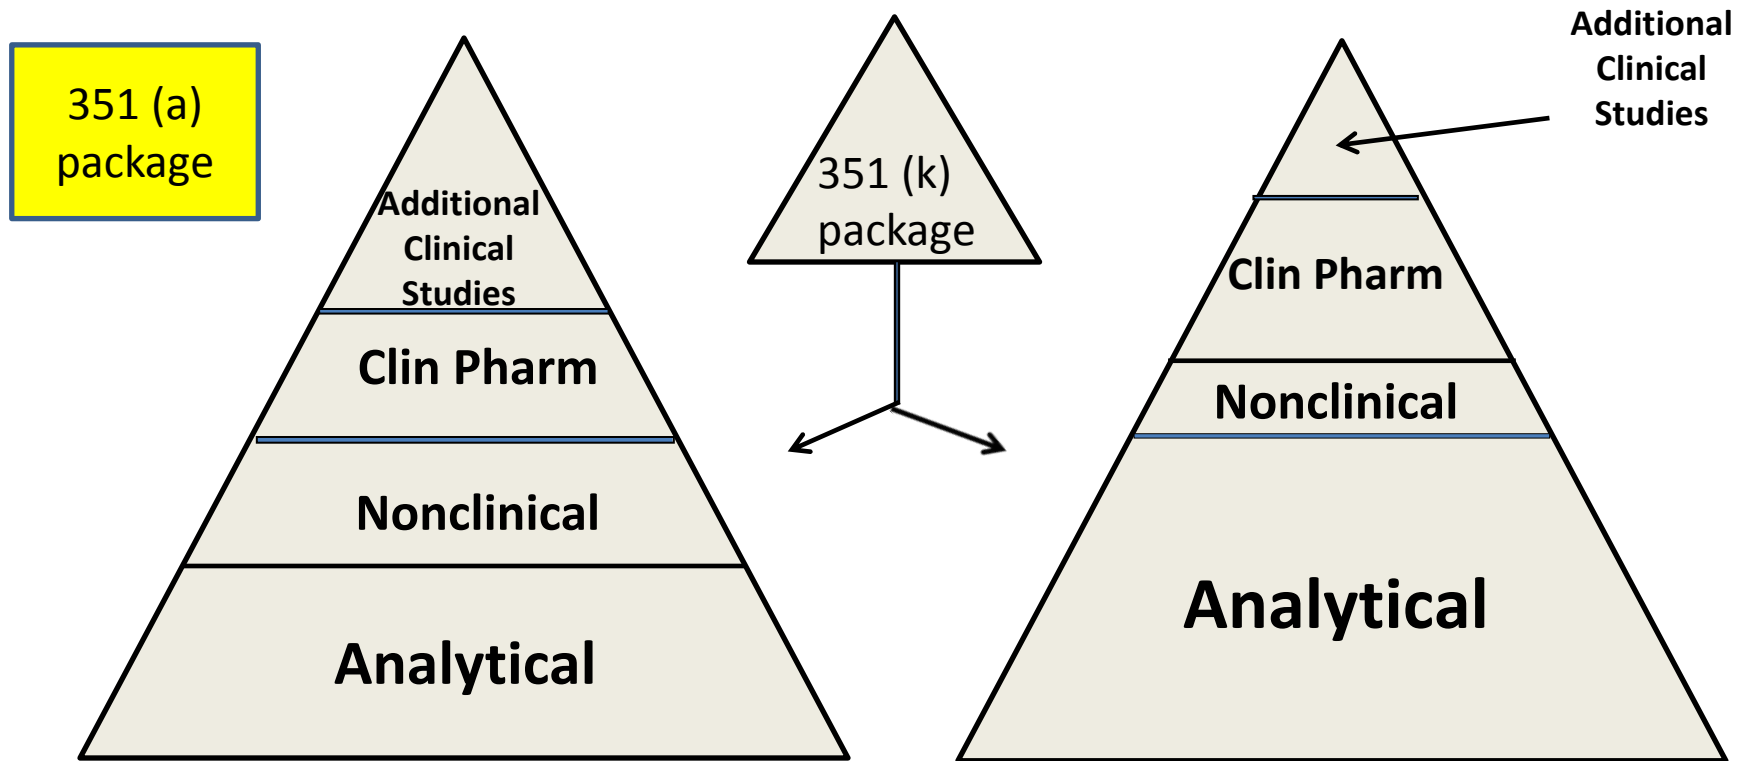 351 (a)
package
Additional
Clinical
Studies
Clin Pharm
Nonclinical
Analytical
351 (k)
package
Additional
Clinical
Studies
Clin Pharm
Nonclinical
Analytical